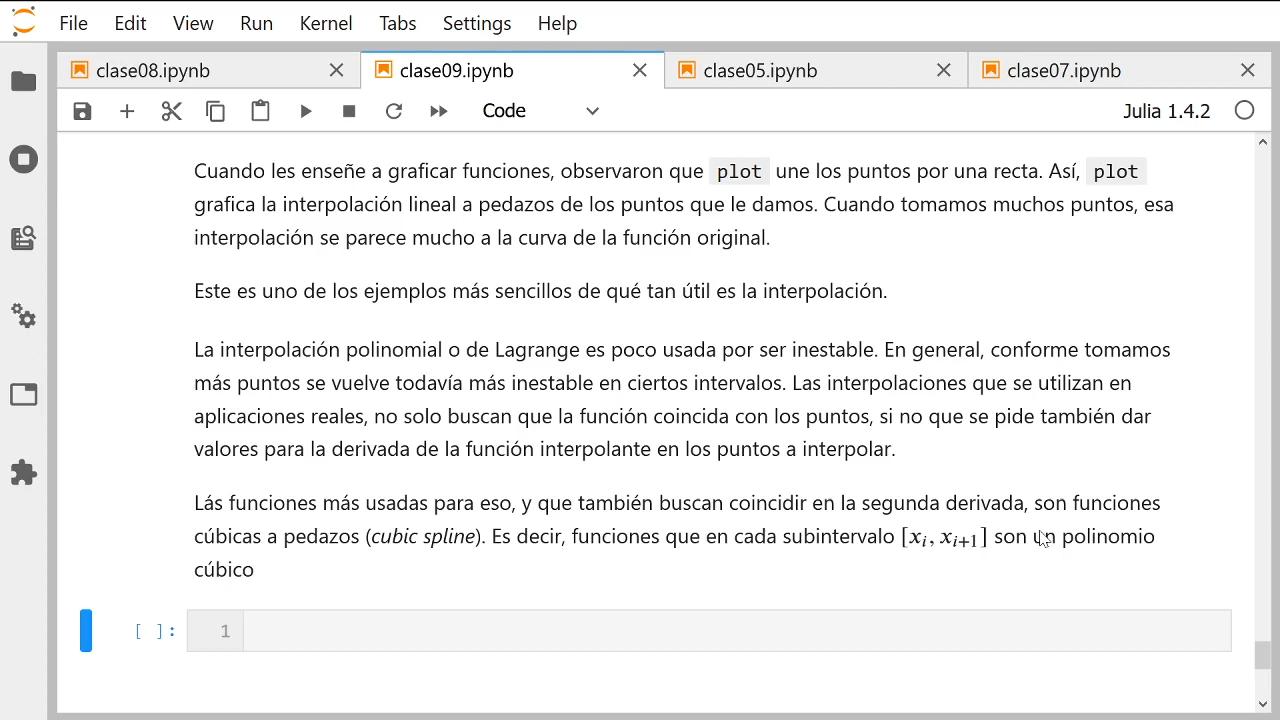 File Edit View Run Kernel Tabs Settings Help
clase08.ipynb clase09.ipynb clase05.ipynb clase07.ipynb
Code Julia 1.4.2
Cuando les enseñe a graficar funciones, observaron que plot une los puntos por una recta. Así, plot
grafica la interpolación lineal a pedazos de los puntos que le damos. Cuando tomamos muchos puntos, esa
interpolación se parece mucho a la curva de la función original.
Este es uno de los ejemplos más sencillos de qué tan útil es la interpolación.
La interpolación polinomial o de Lagrange es poco usada por ser inestable. En general, conforme tomamos
más puntos se vuelve todavía más inestable en ciertos intervalos. Las interpolaciones que se utilizan en
aplicaciones reales, no solo buscan que la función coincida con los puntos, si no que se pide también dar
valores para la derivada de la función interpolante en los puntos a interpolar.
Lás funciones más usadas para eso, y que también buscan coincidir en la segunda derivada, son funciones
cúbicas a pedazos (cubic spline). Es decir, funciones que en cada subintervalo [xᵢ, xᵢ₊₁] son un polinomio
cúbico
[ ]: 1